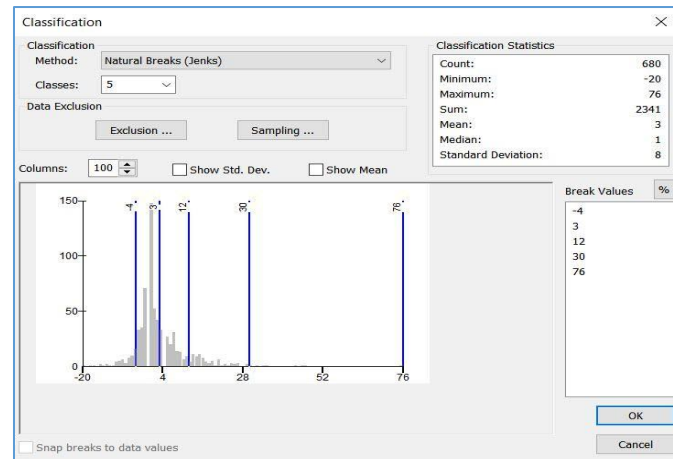 Classification
Classification
Method: Natural Breaks (Jenks)
Classes: 5
Data Exclusion
Exclusion ...
Sampling ...
Classification Statistics
Count: 680
Minimum: -20
Maximum: 76
Sum: 2341
Mean: 3
Median: 1
Standard Deviation: 8
Columns: 100
Show Std. Dev.
Show Mean
Break Values
%
-4
3
12
30
76
150
100
50
0
-4
3
12
30
76
-20
4
28
52
76
OK
Cancel
Snap breaks to data values